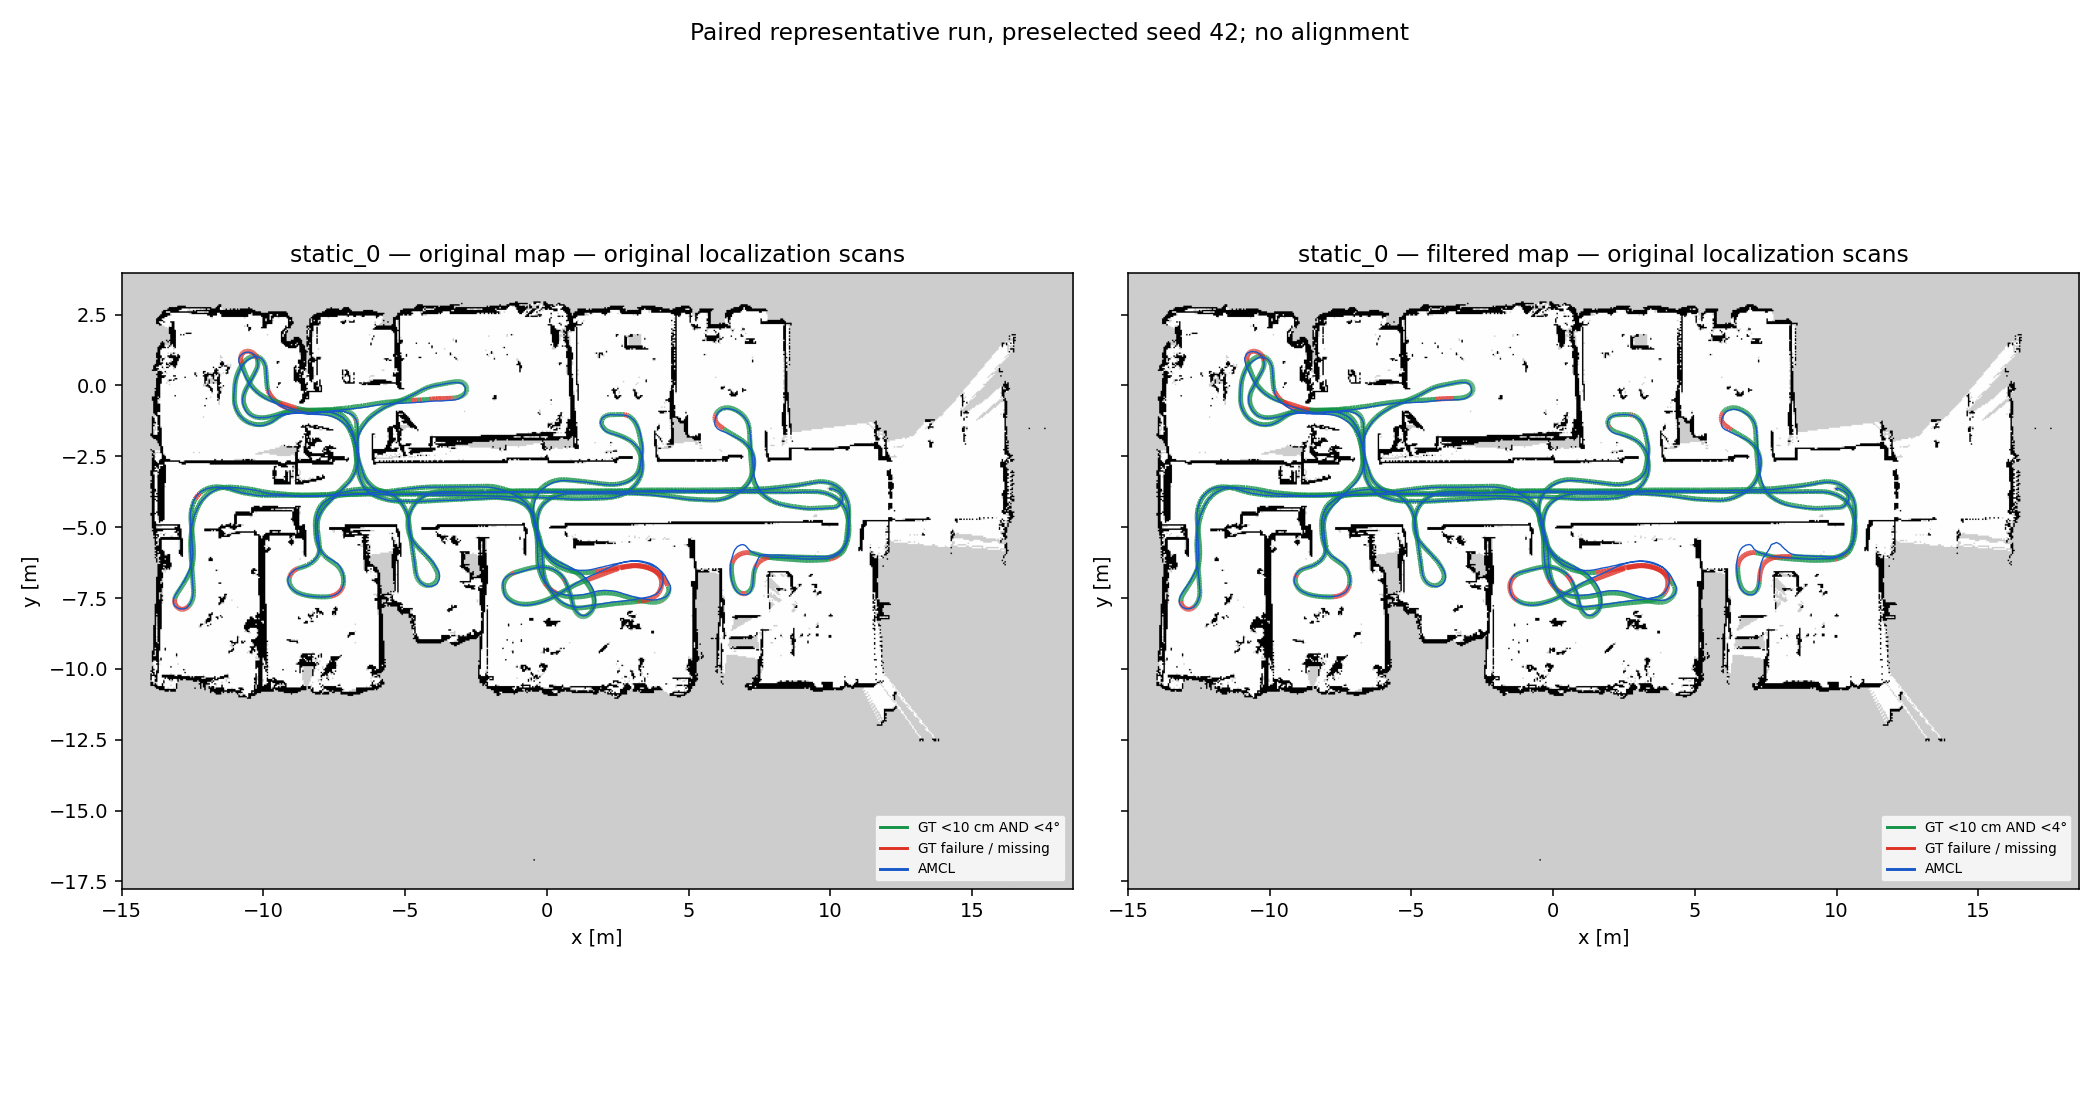 Paired representative run, preselected seed 42; no alignment
static_0 — original map — original localization scans
2.5
0.0
−2.5
−5.0
−7.5
−10.0
−12.5
−15.0
−17.5
y [m]
−15
−10
−5
0
5
10
15
x [m]
GT <10 cm AND <4°
GT failure / missing
AMCL
static_0 — filtered map — original localization scans
y [m]
−15
−10
−5
0
5
10
15
x [m]
GT <10 cm AND <4°
GT failure / missing
AMCL